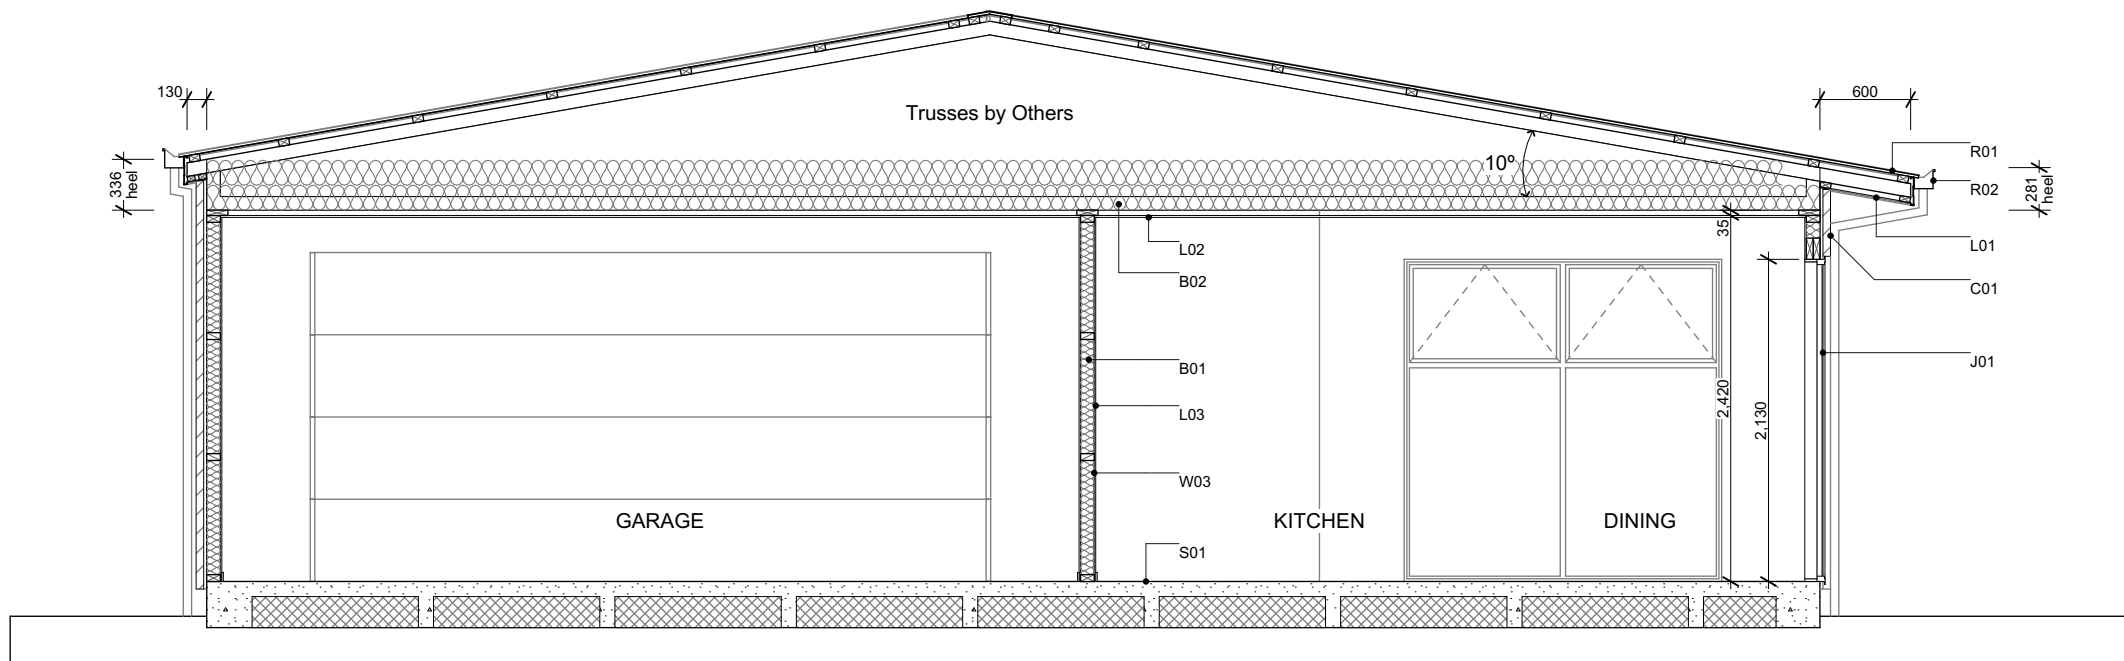 Trusses by Others
130
600
10°
336
heel
281
heel
R01
R02
L01
C01
J01
35
L02
B02
B01
L03
W03
S01
2,420
2,130
GARAGE
KITCHEN
DINING